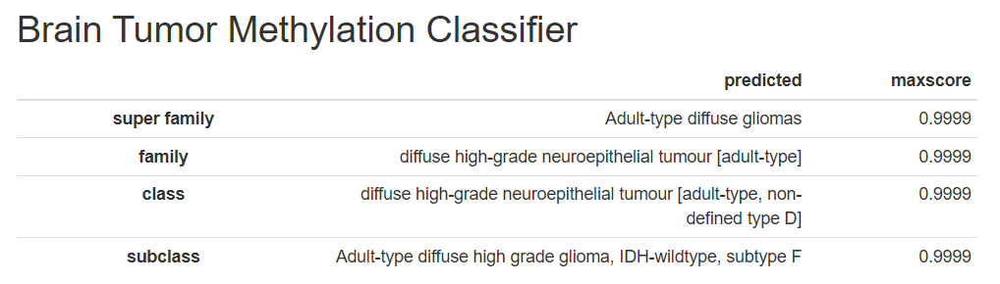 Brain Tumor Methylation Classifier
predicted maxscore
super family Adult-type diffuse gliomas 0.9999
family diffuse high-grade neuroepithelial tumour [adult-type] 0.9999
class diffuse high-grade neuroepithelial tumour [adult-type, non- 0.9999
defined type D]
subclass Adult-type diffuse high grade glioma, IDH-wildtype, subtype F 0.9999